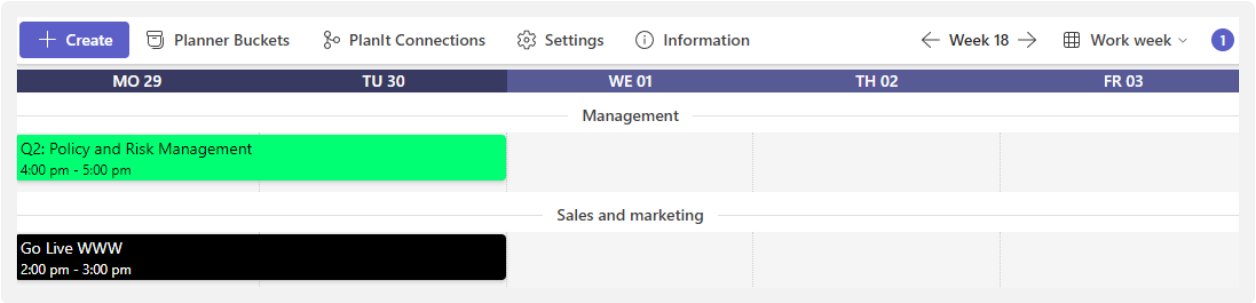 Create Planner Buckets PlanIt Connections Settings Information Week 18 Work week 1
MO 29 TU 30 WE 01 TH 02 FR 03
Management
Q2: Policy and Risk Management
4:00 pm - 5:00 pm
Sales and marketing
Go Live WWW
2:00 pm - 3:00 pm